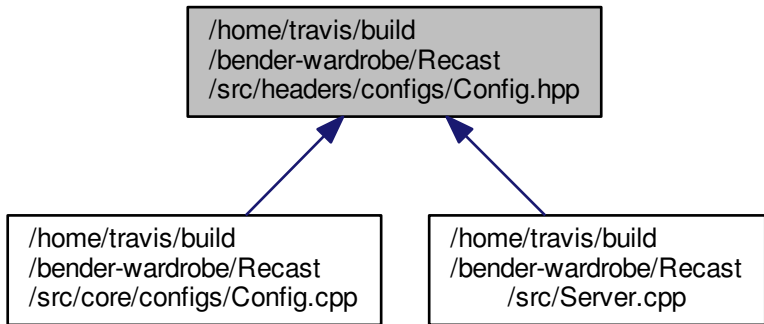 /home/travis/build
/bender-wardrobe/Recast
/src/headers/configs/Config.hpp
/home/travis/build
/bender-wardrobe/Recast
/src/core/configs/Config.cpp
/home/travis/build
/bender-wardrobe/Recast
/src/Server.cpp